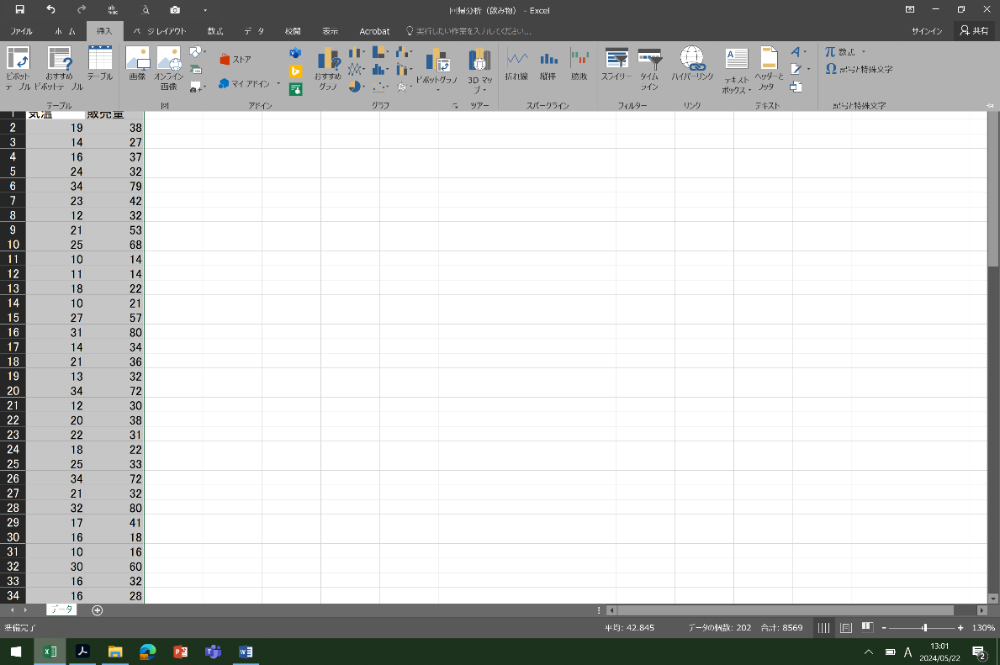 ab
ac
回帰分析（飲み物） - Excel
ファイル ホーム 挿入 ページ レイアウト 数式 データ 校閲 表示 Acrobat 実行したい作業を入力してください... サインイン 共有
ピボット
テーブル
おすすめ
ピボットテーブル
テーブル
画像
オンライン
画像
ストア
マイ アドイン
おすすめ
グラフ
ピボットグラフ
3D マッ
プ
折れ線
縦棒
勝敗
スライサー
タイム
ライン
ハイパーリンク
テキスト
ボックス
ヘッダーと
フッター
π 数式
Ω 記号と特殊文字
テーブル 図 アドイン グラフ ツアー スパークライン フィルター リンク テキスト 記号と特殊文字
1 気温 販売量
2 19 38
3 14 27
4 16 37
5 24 32
6 34 79
7 23 42
8 12 32
9 21 53
10 25 68
11 10 14
12 11 14
13 18 22
14 10 21
15 27 57
16 31 80
17 14 34
18 21 36
19 13 32
20 34 72
21 12 30
22 20 38
23 22 31
24 18 22
25 25 33
26 34 72
27 21 32
28 32 80
29 17 41
30 16 18
31 10 16
32 30 60
33 16 32
34 16 28
データ
準備完了 平均: 42.845 データの個数: 202 合計: 8569 130%
A 13:01
2024/05/22
2